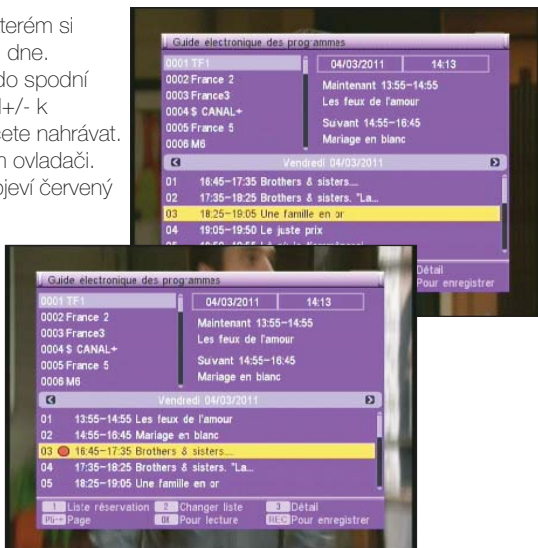 terém si
dne.
do spodní
+/- k
ete nahrávat.
ovladači.
jeví červený
Guide électronique des programmes
0001 TF1
0002 France 2
0003 France3
0004 $ CANAL+
0005 France 5
0006 M6
04/03/2011 14:13
Maintenant 13:55-14:55
Les feux de l'amour
Suivant 14:55-16:45
Mariage en blanc
Vendredi 04/03/2011
01 16:45-17:35 Brothers & sisters....
02 17:35-18:25 Brothers & sisters. "La...
03 18:25-19:05 Une famille en or
04 19:05-19:50 Le juste prix
Détail
Pour enregistrer
Guide électronique des programmes
0001 TF1
0002 France 2
0003 France3
0004 $ CANAL+
0005 France 5
0006 M6
04/03/2011 14:13
Maintenant 13:55-14:55
Les feux de l'amour
Suivant 14:55-16:45
Mariage en blanc
Vendredi 04/03/2011
01 13:55-14:55 Les feux de l'amour
02 14:55-16:45 Mariage en blanc
03 16:45-17:35 Brothers & sisters....
04 17:35-18:25 Brothers & sisters. "La...
05 18:25-19:05 Une famille en or
1 Liste réservation 2 Changer liste 3 Détail
PG-+ Page OK Pour lecture REC Pour enregistrer